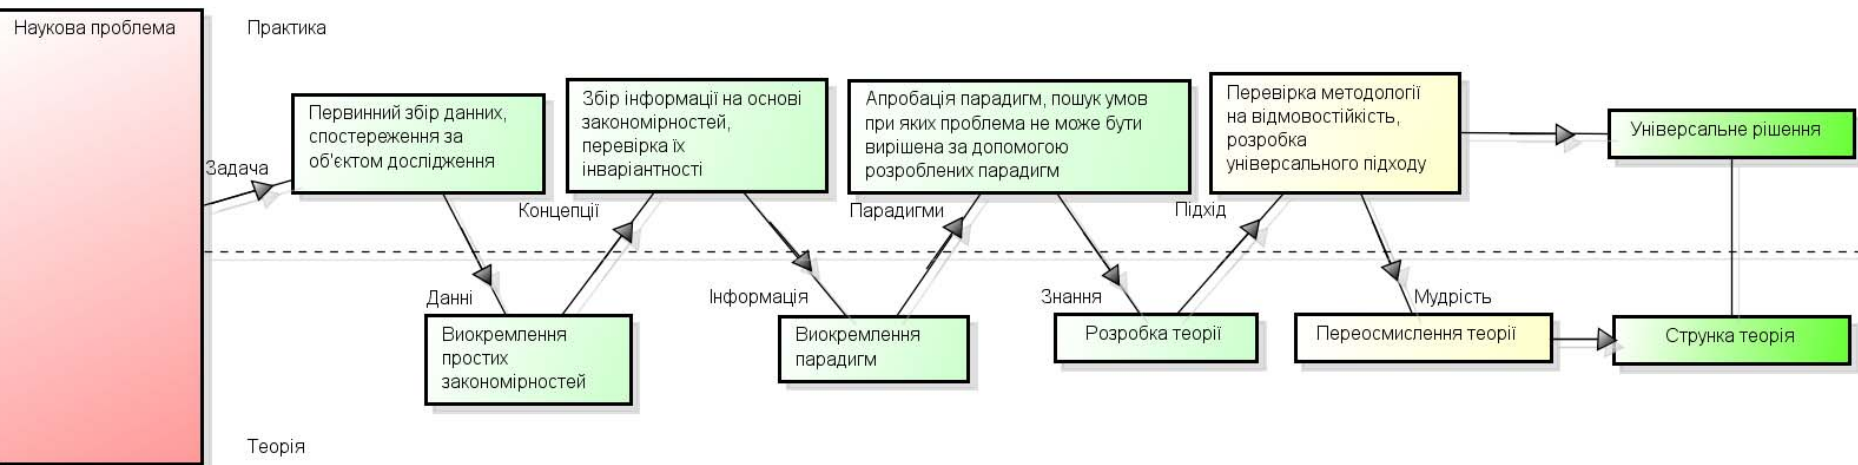 Наукова проблема
Практика
Задача
Первинний збір данних,
спостереження за
об'єктом дослідження
Данні
Виокремлення
простих
закономірностей
Концепції
Збір інформації на основі
закономірностей,
перевірка їх
інваріантності
Інформація
Виокремлення
парадигм
Парадигми
Апробація парадигм, пошук умов
при яких проблема не може бути
вирішена за допомогою
розроблених парадигм
Знання
Розробка теорії
Підхід
Перевірка методології
на відмовостійкість,
розробка
універсального підходу
Мудрість
Переосмислення теорії
Універсальне рішення
Струнка теорія
Теорія